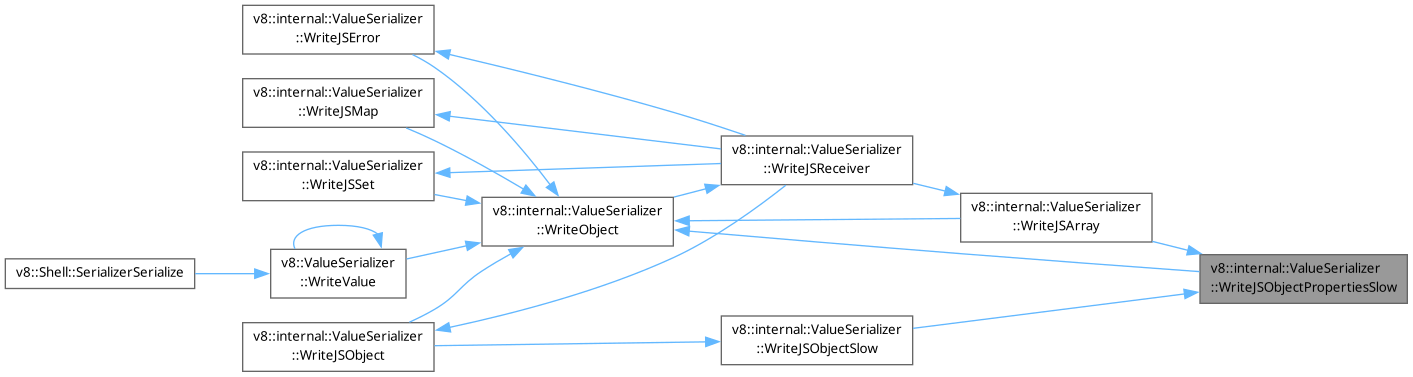 v8::internal::ValueSerializer
::WriteJSError
v8::internal::ValueSerializer
::WriteJSMap
v8::internal::ValueSerializer
::WriteJSReceiver
v8::internal::ValueSerializer
::WriteJSSet
v8::internal::ValueSerializer
::WriteObject
v8::internal::ValueSerializer
::WriteJSArray
v8::Shell::SerializerSerialize
v8::ValueSerializer
::WriteValue
v8::internal::ValueSerializer
::WriteJSObjectPropertiesSlow
v8::internal::ValueSerializer
::WriteJSObject
v8::internal::ValueSerializer
::WriteJSObjectSlow